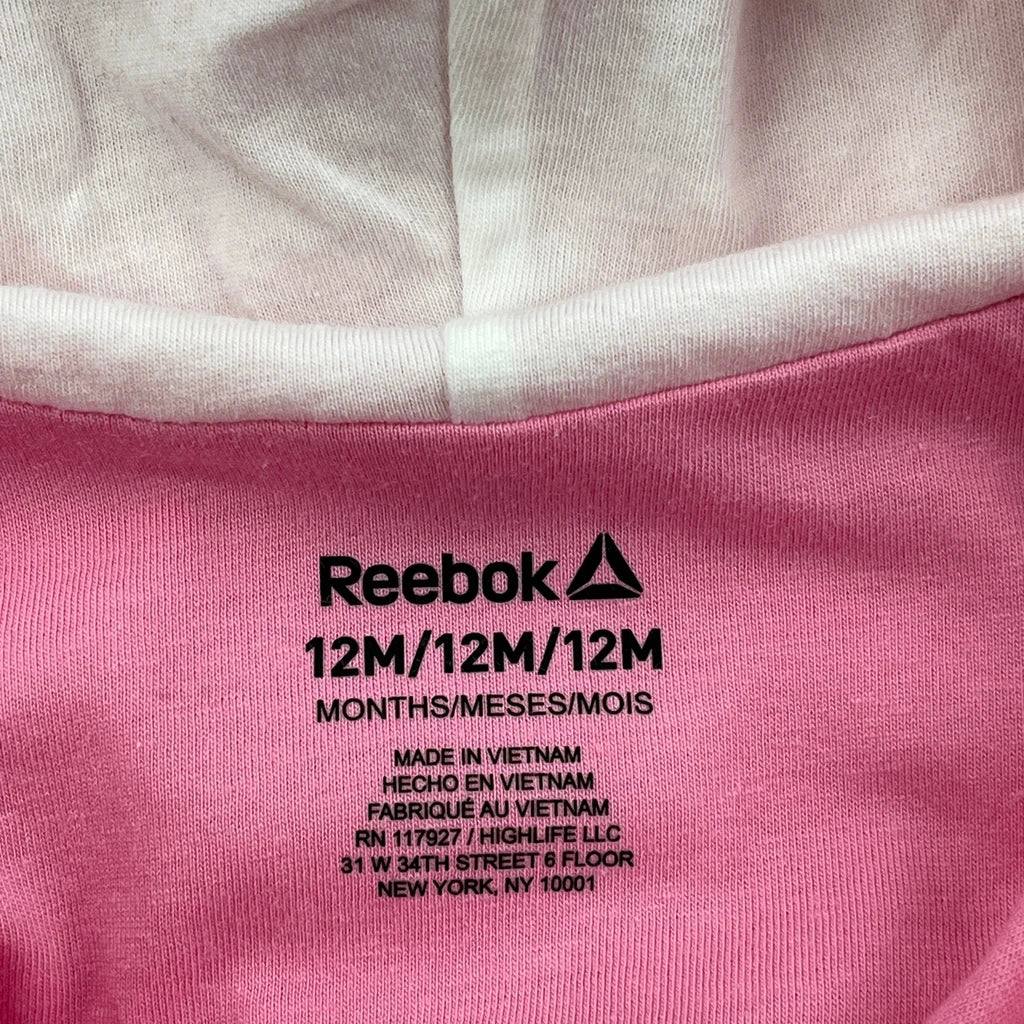 Reebok
12M/12M/12M
MONTHS/MESES/MOIS
MADE IN VIETNAM
HECHO EN VIETNAM
FABRIQUÉ AU VIETNAM
RN 117927 / HIGHLIFE LLC
31 W 34TH STREET 6 FLOOR
NEW YORK, NY 10001